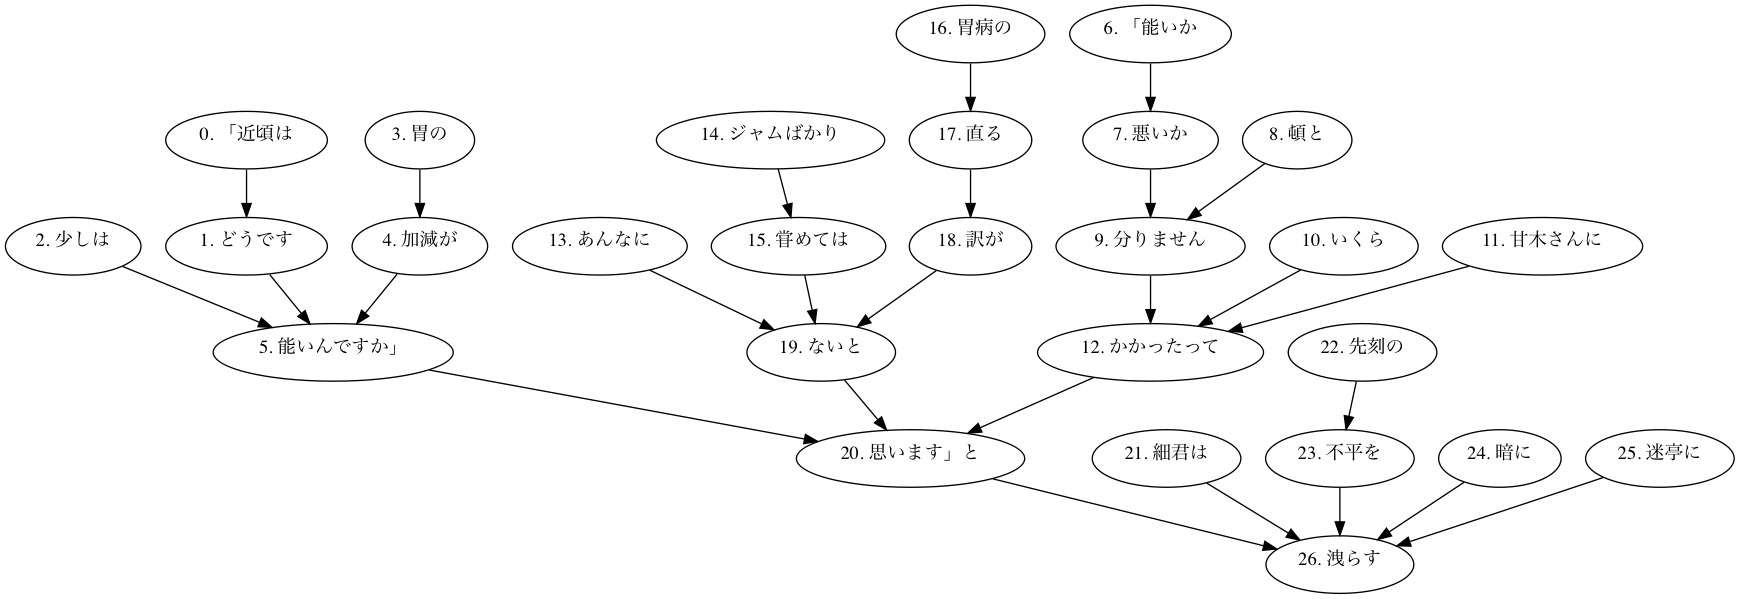 16. 胃病の
6. 「能いか
0. 「近頃は
3. 胃の
14. ジャムばかり
17. 直る
7. 悪いか
8. 頓と
2. 少しは
1. どうです
4. 加減が
13. あんなに
15. 甞めては
18. 訳が
9. 分りません
10. いくら
11. 甘木さんに
5. 能いんですか」
19. ないと
12. かかったって
22. 先刻の
20. 思います」と
21. 細君は
23. 不平を
24. 暗に
25. 迷亭に
26. 洩らす